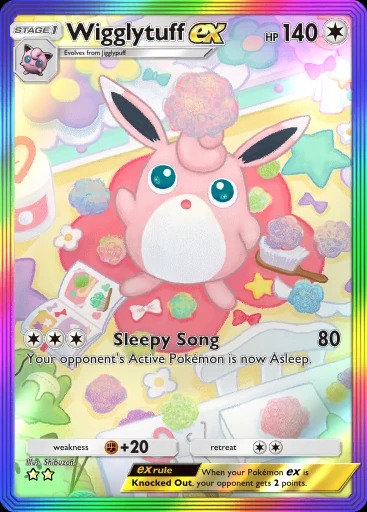 STAGE 1 Wigglytuff ex HP 140
Evolves from Jigglypuff
Sleepy Song 80
Your opponent's Active Pokémon is now Asleep.
weakness +20 retreat
Illus. Shibuzoh
ex rule When your Pokémon ex is
Knocked Out, your opponent gets 2 points.